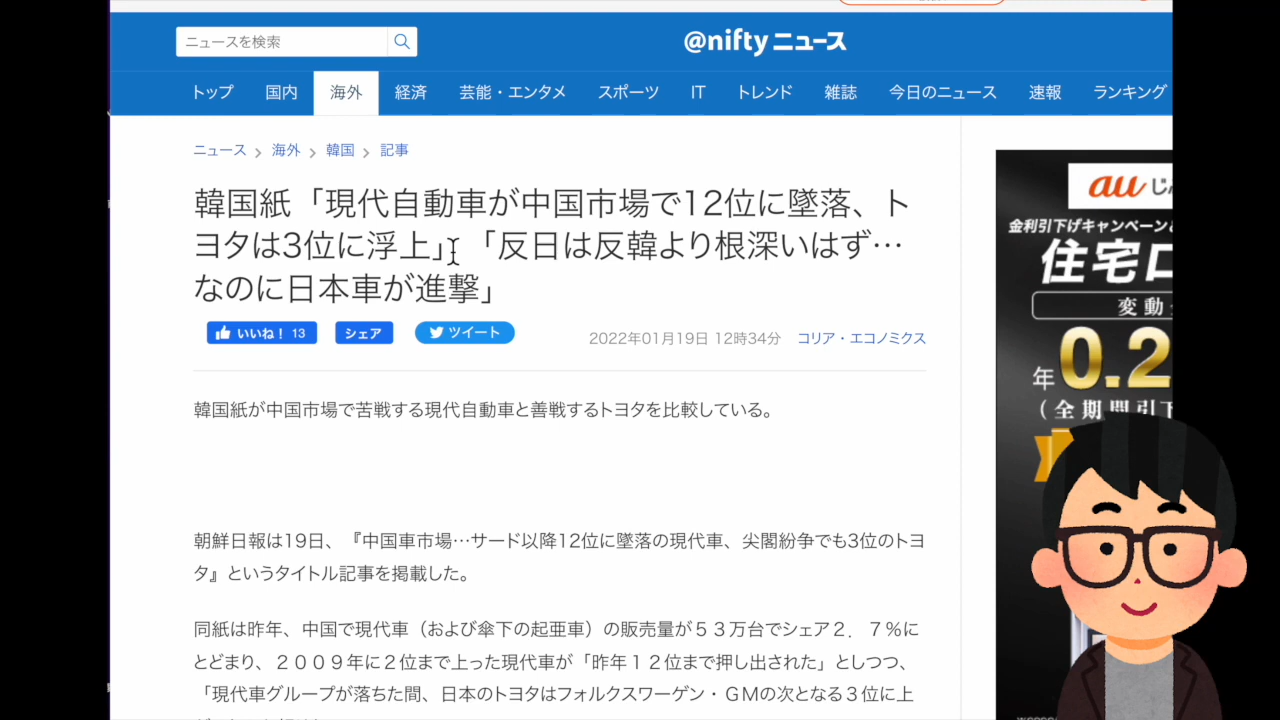 ニュースを検索
@nifty ニュース
トップ 国内 海外 経済 芸能・エンタメ スポーツ IT トレンド 雑誌 今日のニュース 速報 ランキング
ニュース > 海外 > 韓国 > 記事
韓国紙「現代自動車が中国市場で12位に墜落、ト
ヨタは3位に浮上」「反日は反韓より根深いはず…
なのに日本車が進撃」
いいね！ 13 シェア ツイート
2022年01月19日 12時34分 コリア・エコノミクス
韓国紙が中国市場で苦戦する現代自動車と善戦するトヨタを比較している。
朝鮮日報は19日、『中国車市場…サード以降12位に墜落の現代車、尖閣紛争でも3位のトヨ
タ』というタイトル記事を掲載した。
同紙は昨年、中国で現代車（および傘下の起亜車）の販売量が５３万台でシェア２．７％に
とどまり、２００９年に２位まで上った現代車が「昨年１２位まで押し出された」としつつ、
「現代車グループが落ちた間、日本のトヨタはフォルクスワーゲン・ＧＭの次となる３位に上
au じ
金利引下げキャンペーン
住宅ロ
変動
年0.2
（全期間引下